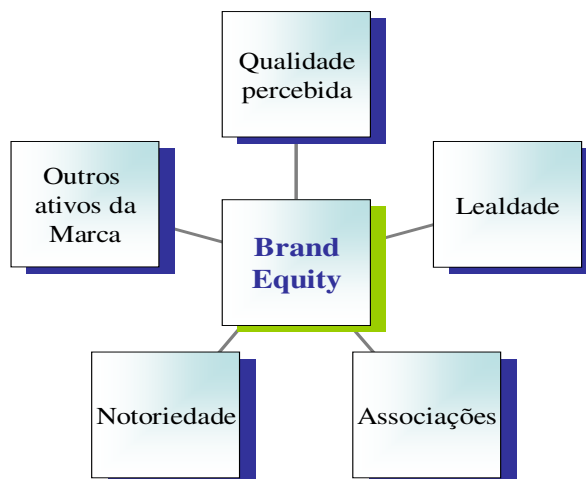 Qualidade
percebida
Outros
ativos da
Marca
Lealdade
Brand
Equity
Notoriedade
Associações